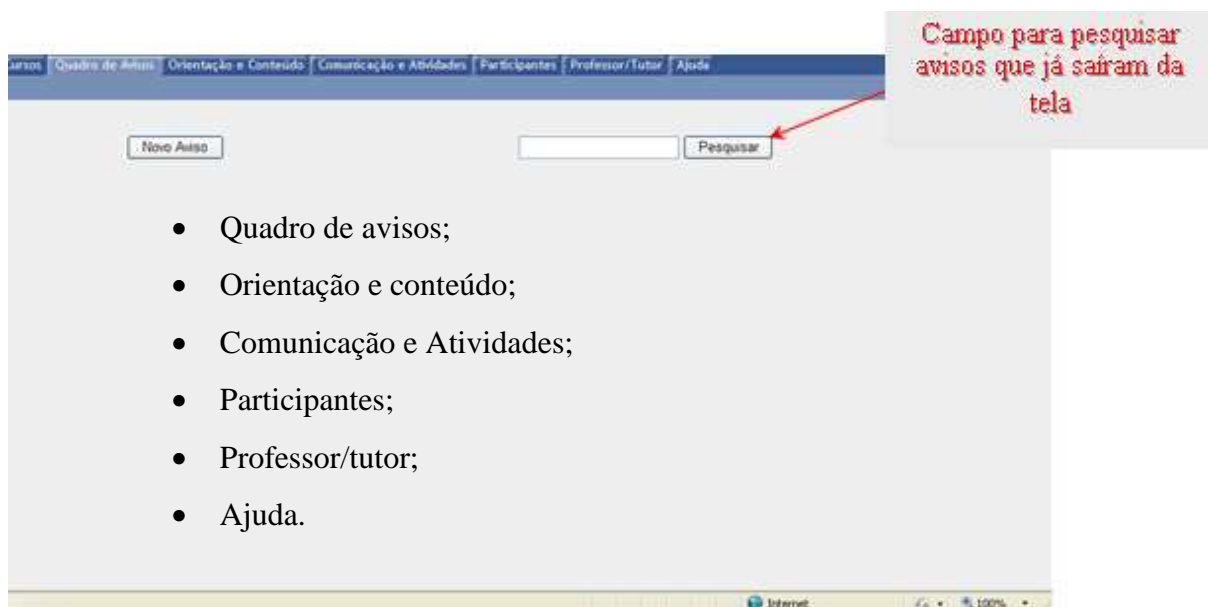 Campo para pesquisar
avisos que já saíram da
tela
Cursos Quadro de Avisos Orientação e Conteúdo Comunicação e Atividades Participantes Professor/Tutor Ajuda
Novo Aviso Pesquisar
• Quadro de avisos;
• Orientação e conteúdo;
• Comunicação e Atividades;
• Participantes;
• Professor/tutor;
• Ajuda.
Internet 100%